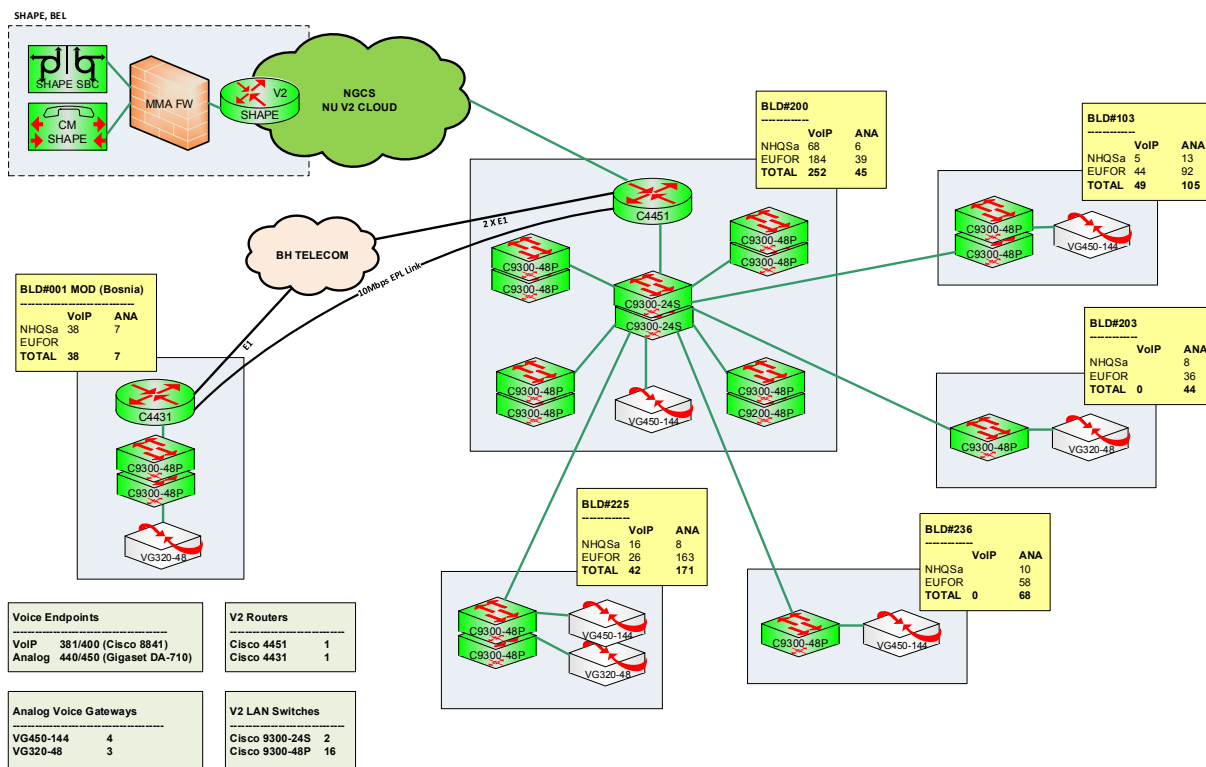 SHAPE, BEL
SHAPE SBC
CM
SHAPE
MMA FW
V2
SHAPE
NGCS
NU V2 CLOUD
BLD#200
-------------
VoIP ANA
NHQSa 68 6
EUFOR 184 39
TOTAL 252 45
BLD#103
-------------
VoIP ANA
NHQSa 5 13
EUFOR 44 92
TOTAL 49 105
C4451
2 X E1
BH TELECOM
10Mbps EPL Link
E1
C9300-48P
C9300-48P
C9300-48P
C9300-48P
C9300-24S
C9300-24S
C9300-48P
C9300-48P
VG450-144
BLD#001 MOD (Bosnia)
---------------------------------
VoIP ANA
NHQSa 38 7
EUFOR
TOTAL 38 7
BLD#203
-------------
VoIP ANA
NHQSa 8
EUFOR 36
TOTAL 0 44
C9300-48P
C9300-48P
VG450-144
C9300-48P
C9200-48P
C4431
C9300-48P
C9300-48P
VG320-48
C9300-48P
VG320-48
BLD#225
-------------
VoIP ANA
NHQSa 16 8
EUFOR 26 163
TOTAL 42 171
BLD#236
-------------
VoIP ANA
NHQSa 10
EUFOR 58
TOTAL 0 68
C9300-48P
C9300-48P
VG450-144
VG320-48
C9300-48P
VG450-144
Voice Endpoints
---------------------------------------------
VoIP 381/400 (Cisco 8841)
Analog 440/450 (Gigaset DA-710)
V2 Routers
---------------------------------
Cisco 4451 1
Cisco 4431 1
Analog Voice Gateways
--------------------------------------------
VG450-144 4
VG320-48 3
V2 LAN Switches
---------------------------------
Cisco 9300-24S 2
Cisco 9300-48P 16